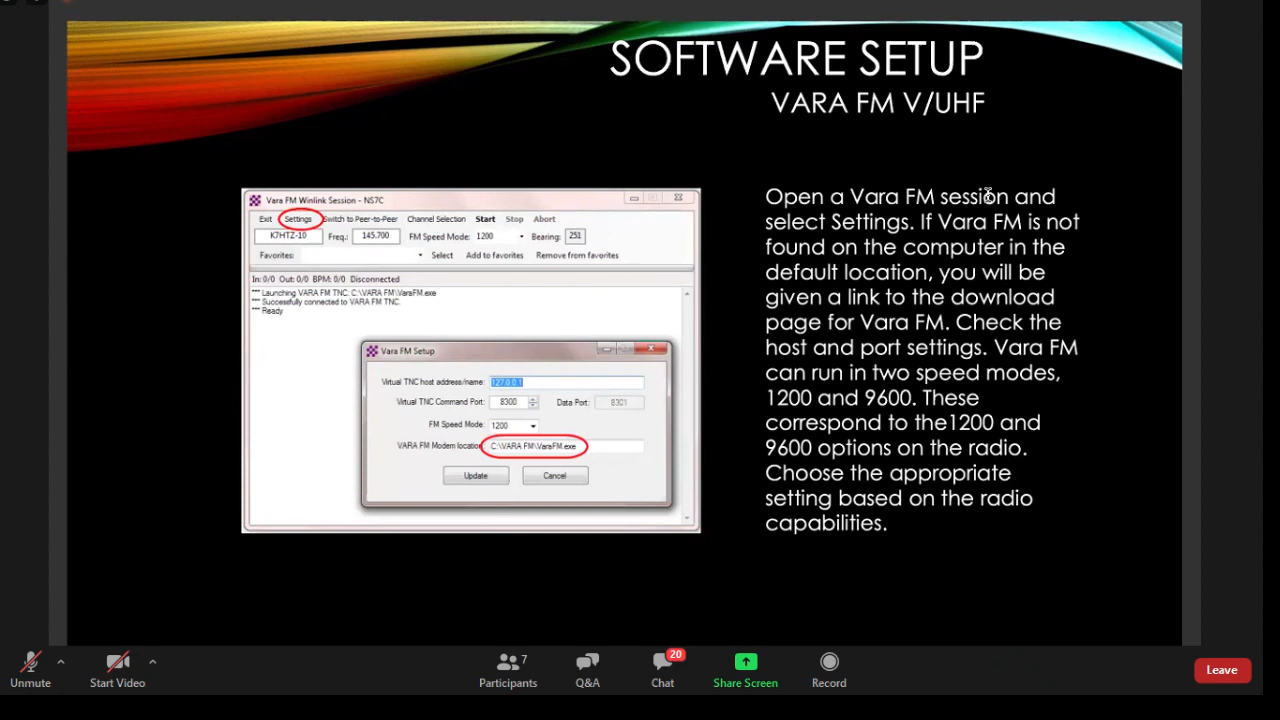 SOFTWARE SETUP
VARA FM V/UHF
Vara FM Winlink Session - NS7C
Exit Settings Switch to Peer-to-Peer Channel Selection Start Stop Abort
K7HTZ-10 Freq.: 145.700 FM Speed Mode: 1200 Bearing: 251
Favorites: Select Add to favorites Remove from favorites
In: 0/0 Out: 0/0 BPM: 0/0 Disconnected
*** Launching VARA FM TNC. C:\VARA FM\VaraFM.exe
*** Successfully connected to VARA FM TNC.
*** Ready
Vara FM Setup
Virtual TNC host address/name: 127.0.0.1
Virtual TNC Command Port: 8300 Data Port: 8301
FM Speed Mode: 1200
VARA FM Modem location: C:\VARA FM\VaraFM.exe
Update Cancel
Open a Vara FM session and
select Settings. If Vara FM is not
found on the computer in the
default location, you will be
given a link to the download
page for Vara FM. Check the
host and port settings. Vara FM
can run in two speed modes,
1200 and 9600. These
correspond to the1200 and
9600 options on the radio.
Choose the appropriate
setting based on the radio
capabilities.
7
20
Unmute Start Video Participants Q&A Chat Share Screen Record Leave